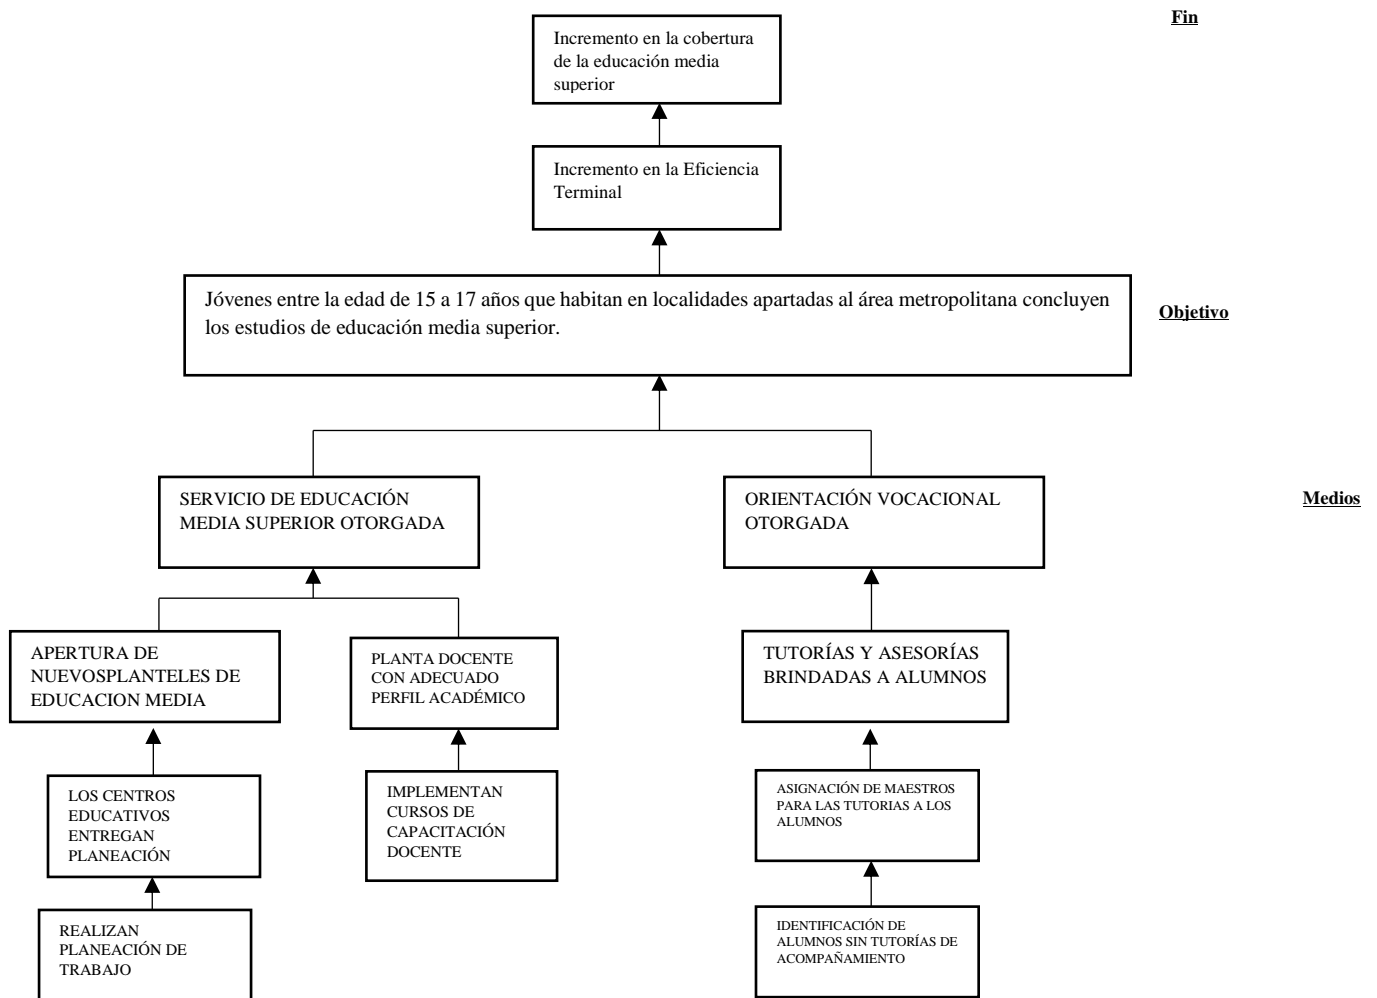 Fin
Incremento en la cobertura
de la educación media
superior
Incremento en la Eficiencia
Terminal
Jóvenes entre la edad de 15 a 17 años que habitan en localidades apartadas al área metropolitana concluyen
los estudios de educación media superior.
Objetivo
SERVICIO DE EDUCACIÓN
MEDIA SUPERIOR OTORGADA
ORIENTACIÓN VOCACIONAL
OTORGADA
Medios
APERTURA DE
NUEVOSPLANTELES DE
EDUCACION MEDIA
PLANTA DOCENTE
CON ADECUADO
PERFIL ACADÉMICO
TUTORÍAS Y ASESORÍAS
BRINDADAS A ALUMNOS
LOS CENTROS
EDUCATIVOS
ENTREGAN
PLANEACIÓN
IMPLEMENTAN
CURSOS DE
CAPACITACIÓN
DOCENTE
ASIGNACIÓN DE MAESTROS
PARA LAS TUTORIAS A LOS
ALUMNOS
REALIZAN
PLANEACIÓN DE
TRABAJO
IDENTIFICACIÓN DE
ALUMNOS SIN TUTORÍAS DE
ACOMPAÑAMIENTO